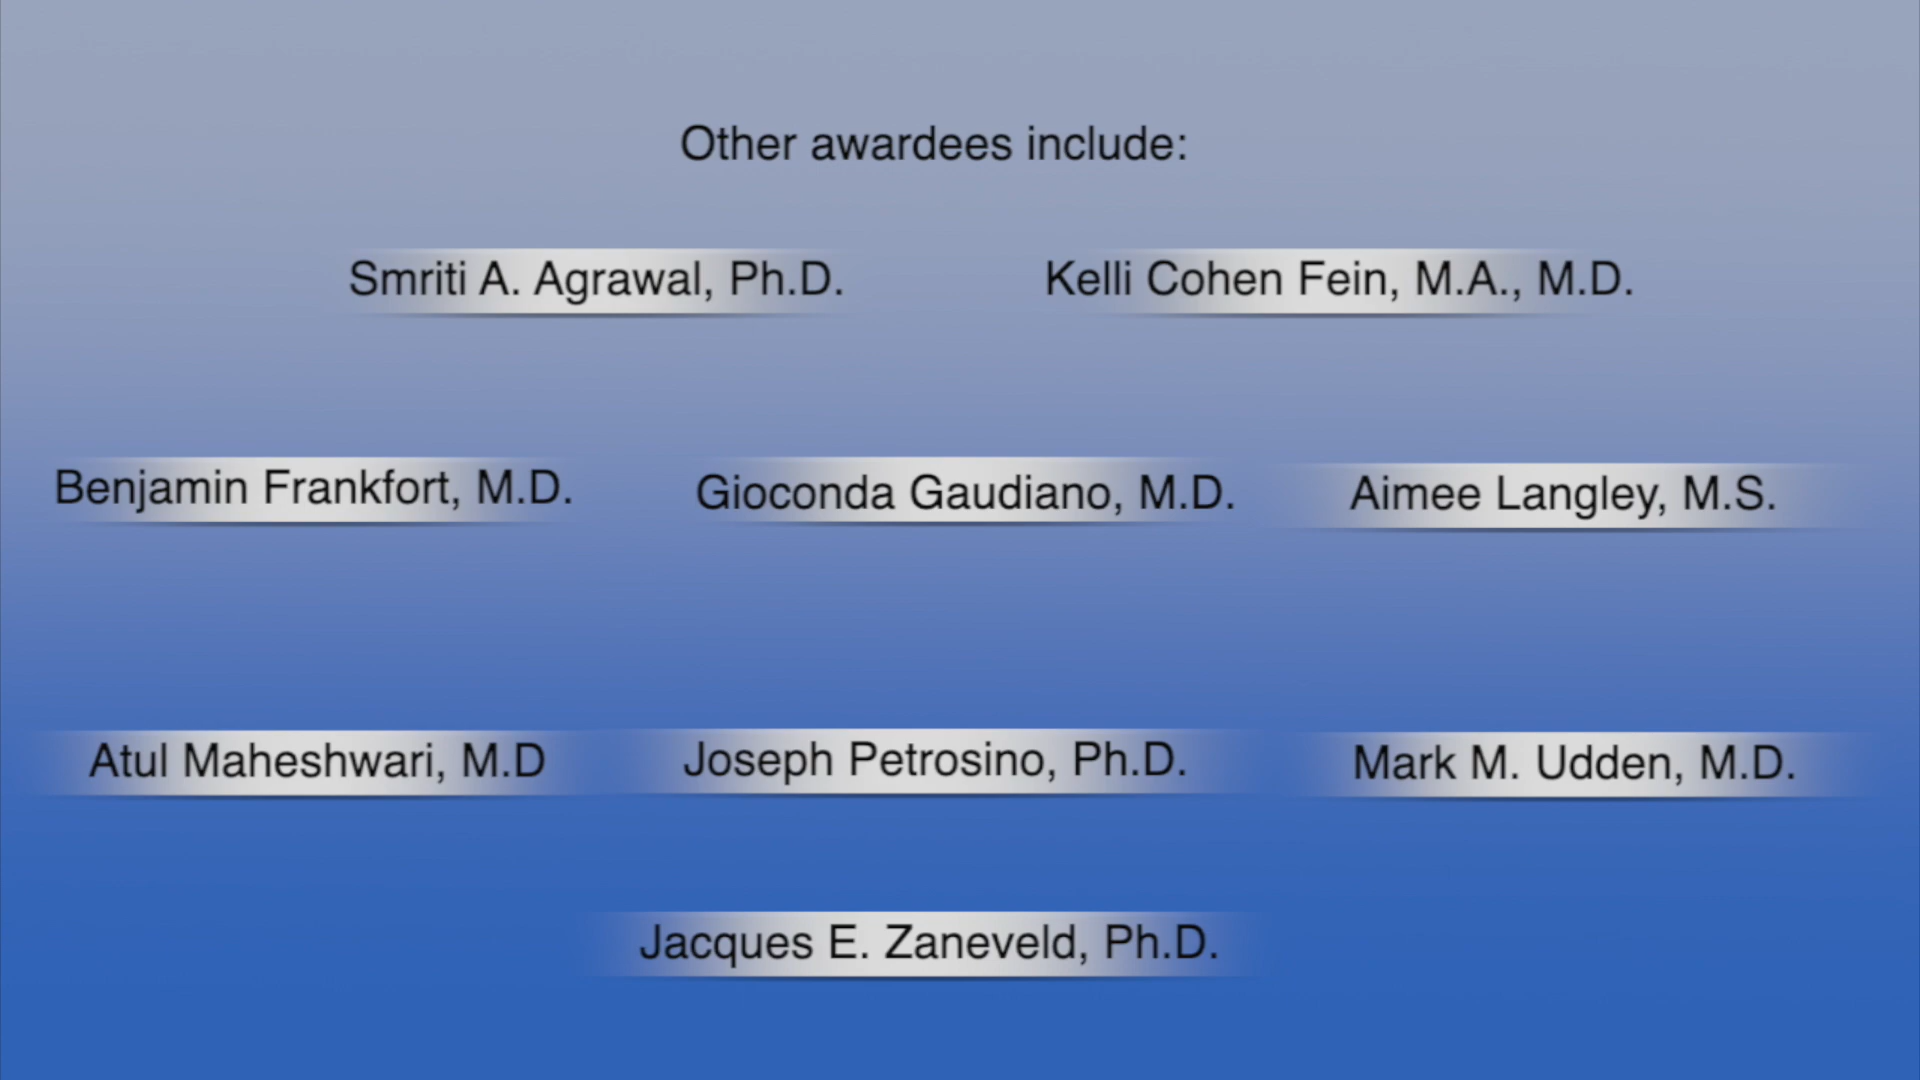 Other awardees include:
Smriti A. Agrawal, Ph.D.
Kelli Cohen Fein, M.A., M.D.
Benjamin Frankfort, M.D.
Gioconda Gaudiano, M.D.
Aimee Langley, M.S.
Atul Maheshwari, M.D
Joseph Petrosino, Ph.D.
Mark M. Udden, M.D.
Jacques E. Zaneveld, Ph.D.